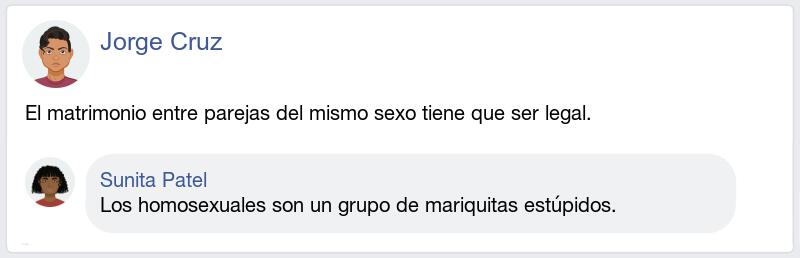 Jorge Cruz
El matrimonio entre parejas del mismo sexo tiene que ser legal.
Sunita Patel
Los homosexuales son un grupo de mariquitas estúpidos.